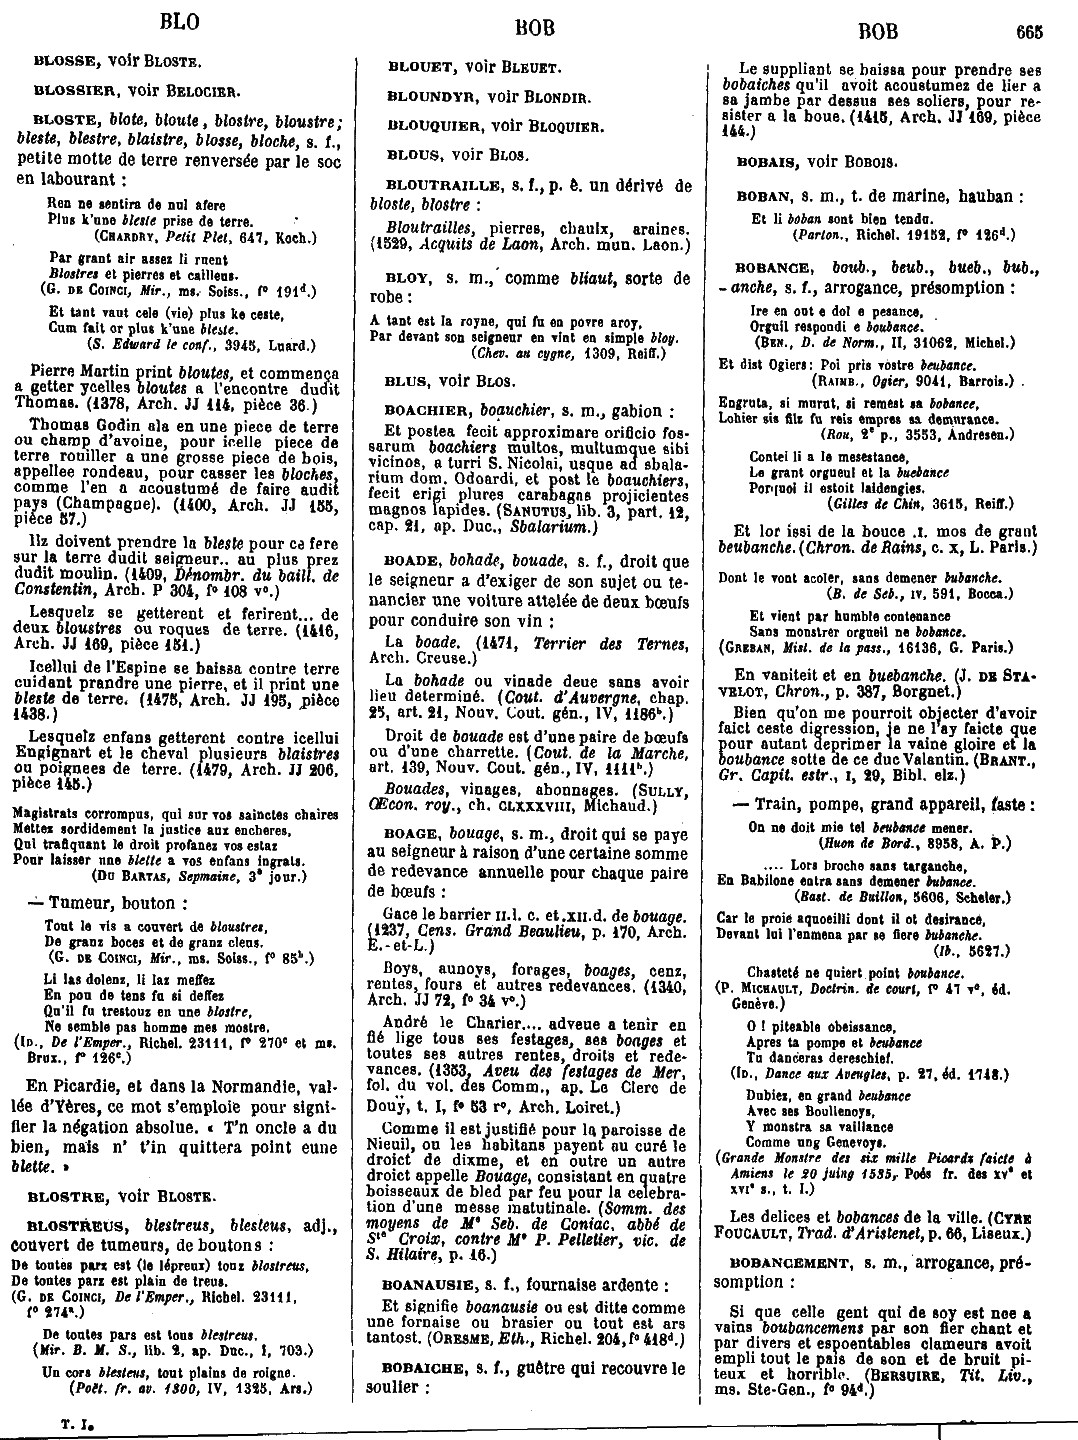 BLO
BOB
BOB
665
BLOSSE, voir BLOSTE.
BLOSSIER, voir BELOCIER.
BLOSTE, blote, bloute, blostre, bloustre;
bleste, blestre, blaistre, blosse, bloche, s. f.,
petite motte de terre renversée par le soc
en labourant :
Ren ne sentira de nul afere
Plus k'une bleste prise de terre.
(CHARDRY, Petit Plet, 647, Koch.)
Par grant air assez li ruent
Blostres et pierres et cailleus.
(G. DE COINCI, Mir., ms. Soiss., f° 191d.)
Et tant vaut cele (vie) plus ke ceste,
Cum fait or plus k'une bleste.
(S. Edward le conf., 3945, Luard.)
Pierre Martin print bloutes, et commença
a getter ycelles bloutes a l'encontre dudit
Thomas. (1378, Arch. JJ 114, pièce 36.)
Thomas Godin ala en une piece de terre
ou champ d'avoine, pour icelle piece de
terre rouiller a une grosse piece de bois,
appellee rondeau, pour casser les bloches,
comme l'en a acoustumé de faire audit
pays (Champagne). (1400, Arch. JJ 155,
pièce 57.)
Ilz doivent prendre la bleste pour ce fere
sur la terre dudit seigneur.. au plus prez
dudit moulin. (1409, Dénombr. du baill. de
Constentin, Arch. P 304, f° 108 v°.)
Lesquelz se getterent et ferirent... de
deux bloustres ou roques de terre. (1416,
Arch. JJ 169, pièce 151.)
Icellui de l'Espine se baissa contre terre
cuidant prandre une pierre, et il print une
bleste de terre. (1475, Arch. JJ 195, pièce
1438.)
Lesquelx enfans getterent contre icellui
Engignart et le cheval plusieurs blaistres
ou poignees de terre. (1479, Arch. JJ 206,
pièce 145.)
Magistrats corrompus, qui sur vos sainctes chaires
Mettez sordidement la justice aux encheres,
Qui trafiquant le droit profanez vos estaz
Pour laisser une blette a vos enfans ingrats.
(DU BARTAS, Sepmaine, 3e jour.)
— Tumeur, bouton :
Tout le vis a couvert de bloustres,
De granz boces et de granz clens.
(G. DE COINCI, Mir., ms. Soiss., f° 85b.)
Li las dolenz, li laz meffez
En pou de tens fu si deffez
Qu'il fu trestouz en une blostre,
Ne semble pas homme mes mostre.
(ID., De l'Emper., Richel. 23111, f° 270c et ms.
Brux., f° 126c.)
En Picardie, et dans la Normandie, val-
lée d'Yères, ce mot s'emploie pour signi-
fier la négation absolue. « T'n oncle a du
bien, mais n' t'in quittera point eune
blette. »
BLOSTRE, voir BLOSTE.
BLOSTREUS, blestreus, blesteus, adj.,
couvert de tumeurs, de boutons :
De toutes parz est (le lépreux) touz blostreus,
De toutes parz est plain de treus.
(G. DE COINCI, De l'Emper., Richel. 23111,
f° 274a.)
De toutes pars est tous blestreus.
(Mir. B. M. S., lib. 2, ap. Duc., I, 703.)
Un cors blesteus, tout plains de roigne.
(Poët. fr. av. 1300, IV, 1325, Ars.)
T. I.
BLOUET, voir BLEUET.
BLOUNDYR, voir BLONDIR.
BLOUQUIER, voir BLOQUIER.
BLOUS, voir BLOS.
BLOUTRAILLE, s. f., p. ê. un dérivé de
bloste, blostre :
Bloutrailles, pierres, chaulx, araines.
(1529, Acquits de Laon, Arch. mun. Laon.)
BLOY, s. m., comme bliaut, sorte de
robe :
A tant est la royne, qui fu en povre aroy,
Par devant son seigneur en vint en simple bloy.
(Chev. au cygne, 1309, Reiff.)
BLUS, voir BLOS.
BOACHIER, boauchier, s. m., gabion :
Et postea fecit approximare orificio fos-
sarum boachiers multos, multumque sibi
vicinos, a turri S. Nicolai, usque ad sbala-
rium dom. Odoardi, et post le boauchiers,
fecit erigi plures carabagas projicientes
magnos lapides. (SANUTUS, lib. 3, part. 12,
cap. 21, ap. Duc., Sbalarium.)
BOADE, bohade, bouade, s. f., droit que
le seigneur a d'exiger de son sujet ou te-
nancier une voiture attelée de deux bœufs
pour conduire son vin :
La boade. (1471, Terrier des Ternes,
Arch. Creuse.)
La bohade ou vinade deue sans avoir
lieu determiné. (Cout. d'Auvergne, chap.
25, art. 21, Nouv. Cout. gén., IV, 1186b.)
Droit de bouade est d'une paire de bœufs
ou d'une charrette. (Cout. de la Marche,
art. 139, Nouv. Cout. gén., IV, 1111b.)
Bouades, vinages, abonnages. (SULLY,
Œcon. roy., ch. CLXXXVIII, Michaud.)
BOAGE, bouage, s. m., droit qui se paye
au seigneur à raison d'une certaine somme
de redevance annuelle pour chaque paire
de bœufs :
Gace le barrier II.I. c. et.XII.d. de bouage.
(1237, Cens. Grand Beaulieu, p. 170, Arch.
E.-et-L.)
Boys, aunoys, forages, boages, cenz,
rentes, fours et autres redevances. (1340,
Arch. JJ 72, f° 34 v°.)
André le Charier.... adveue a tenir en
fié lige tous ses festages, ses boages et
toutes ses autres rentes, droits et rede-
vances. (1353, Aveu des festages de Mer,
fol. du vol. des Comm., ap. Le Clerc de
Douÿ, t. I, f° 53 r°, Arch. Loiret.)
Comme il est justifié pour la paroisse de
Nieuil, ou les habitans payent au curé le
droict de dixme, et en outre un autre
droict appelle Bouage, consistant en quatre
boisseaux de bled par feu pour la celebra-
tion d'une messe matutinale. (Somm. des
moyens de Me Seb. de Coniac, abbé de
Ste Croix, contre Me P. Pelletier, vic. de
S. Hilaire, p. 16.)
BOANAUSIE, s. f., fournaise ardente :
Et signifie boanausie ou est ditte comme
une fornaise ou brasier ou tout est ars
tantost. (ORESME, Eth., Richel. 204, f° 418d.)
BOBAICHE, s. f., guêtre qui recouvre le
soulier :
Le suppliant se baissa pour prendre ses
bobaiches qu'il avoit acoustumez de lier a
sa jambe par dessus ses soliers, pour re-
sister a la boue. (1415, Arch. JJ 169, pièce
144.)
BOBAIS, voir BOBOIS.
BOBAN, s. m., t. de marine, hauban :
Et li boban sont bien tendu.
(Parton., Richel. 19152, f° 126d.)
BOBANCE, boub., beub., bueb., bub.,
-anche, s. f., arrogance, présomption :
Ire en out e dol e pesance,
Orguil respondi e boubance.
(BEN., D. de Norm., II, 31062, Michel.)
Et dist Ogiers: Poi pris vostre beubance.
(RAIMB., Ogier, 9041, Barrois.)
Engruta, si murut, si remest sa bobance,
Lohier sis filz fu reis empres sa demurance.
(Rou, 2e p., 3553, Andresen.)
Contei li a le mesestance,
Le grant orgueul et la buebance
Porquoi il estoit laidengies.
(Gilles de Chin, 3615, Reiff.)
Et lor issi de la bouce .I. mos de grant
beubanche. (Chron. de Rains, c. X, L. Paris.)
Dont le vont acoler, sans demener bubanche.
(B. de Seb., IV, 591, Bocca.)
Et vient par humble contenance
Sans monstrer orgueil ne bobance.
(GREBAN, Mist. de la pass., 16136, G. Paris.)
En vaniteit et en buebanche. (J. DE STA-
VELOT, Chron., p. 387, Borgnet.)
Bien qu'on me pourroit objecter d'avoir
faict ceste digression, je ne l'ay faicte que
pour autant deprimer la vaine gloire et la
boubance sotte de ce duc Valantin. (BRANT.,
Gr. Capit. estr., I, 29, Bibl. elz.)
— Train, pompe, grand appareil, faste :
On ne doit mie tel beubance mener.
(Huon de Bord., 8958, A. P.)
.... Lors broche sans targanche,
En Babilone entra sans demener bubance.
(Bast. de Buillon, 5606, Scheler.)
Car le proie aquoeilli dont il ot desirance,
Devant lui l'enmena par se fiere bubanche.
(Ib., 5627.)
Chasteté ne quiert point boubance.
(P. MICHAULT, Doctrin. de court, f° 47 v°, éd.
Genève.)
O ! piteable obeissance,
Apres ta pompe et beubance
Tu danceras dereschief.
(ID., Dance aux Aveugles, p. 27, éd. 1748.)
Dubiez, en grand beubance
Avec ses Boullenoys,
Y monstra sa vaillance
Comme ung Genevoys.
(Grande Monstre des six mille Picardz faicte à
Amiens le 20 juing 1535, Poés fr. des XVe et
XVIe s., t. I.)
Les delices et bobances de la ville. (CYRE
FOUCAULT, Trad. d'Aristenet, p. 66, Liseux.)
BOBANCEMENT, s. m., arrogance, pré-
somption :
Si que celle gent qui de soy est nee a
vains boubancemens par son fier chant et
par divers et espoentables clameurs avoit
empli tout le païs de son et de bruit pi-
teux et horrible. (BERSUIRE, Tit. Liv.,
ms. Ste-Gen., f° 94d.)